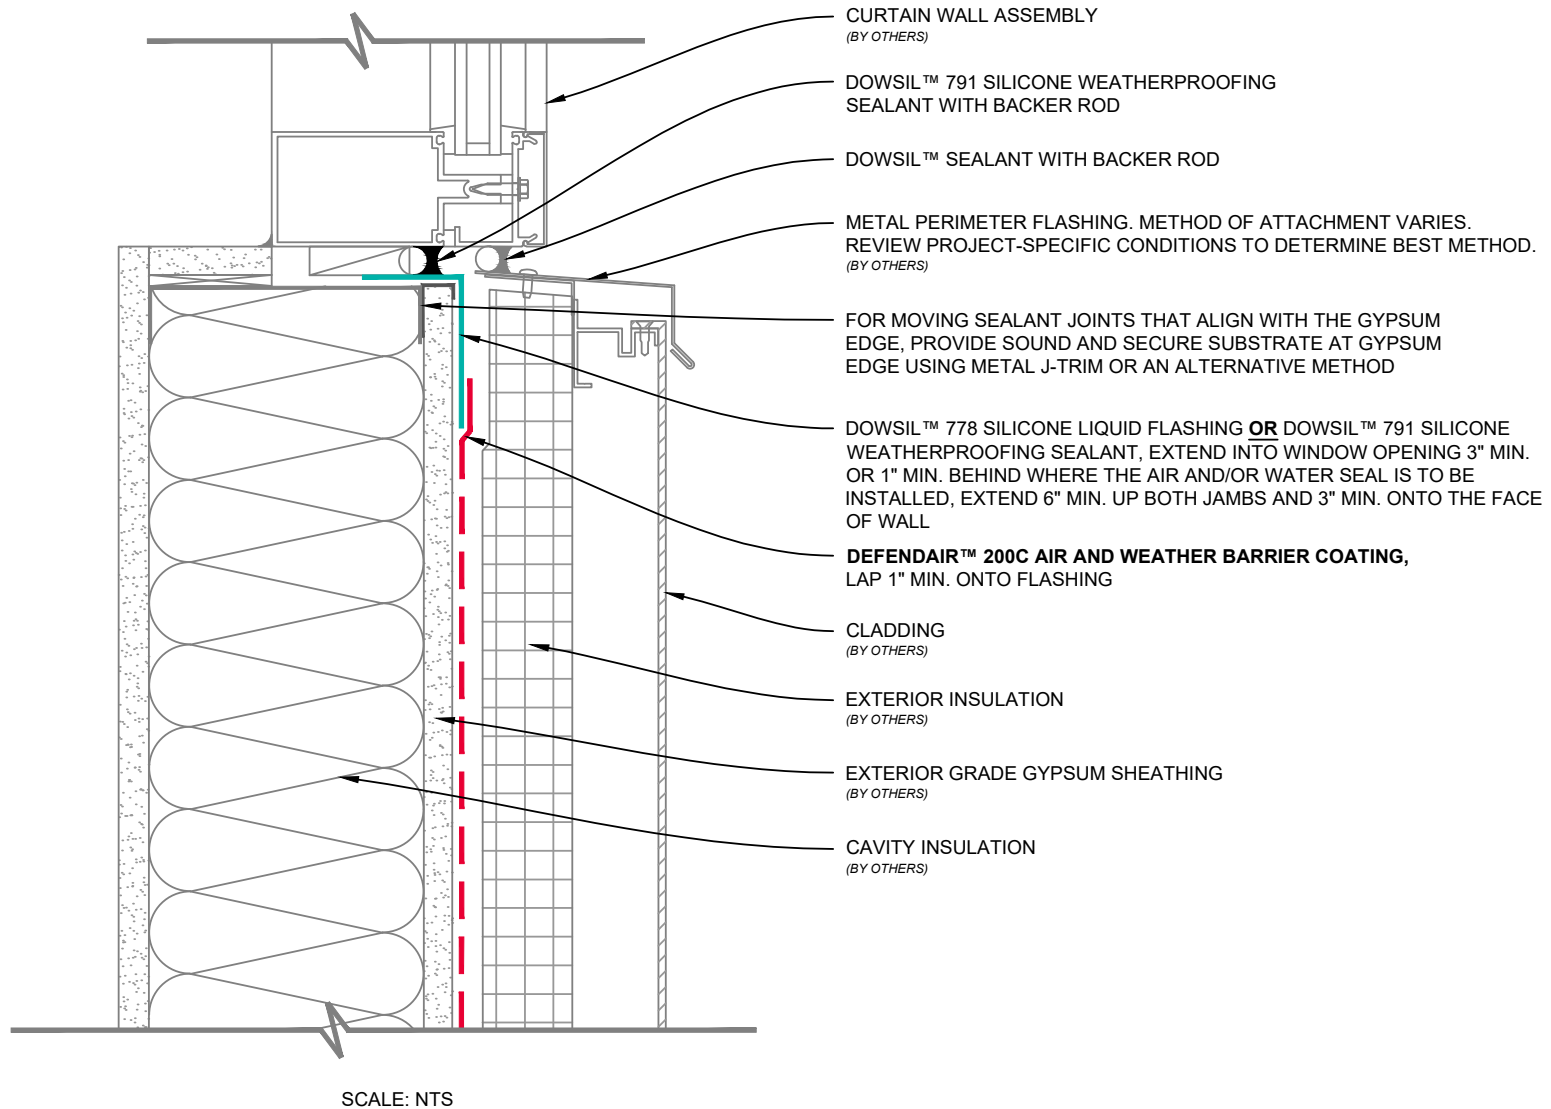 CURTAIN WALL ASSEMBLY
(BY OTHERS)
DOWSIL™ 791 SILICONE WEATHERPROOFING
SEALANT WITH BACKER ROD
DOWSIL™ SEALANT WITH BACKER ROD
METAL PERIMETER FLASHING. METHOD OF ATTACHMENT VARIES.
REVIEW PROJECT-SPECIFIC CONDITIONS TO DETERMINE BEST METHOD.
(BY OTHERS)
FOR MOVING SEALANT JOINTS THAT ALIGN WITH THE GYPSUM
EDGE, PROVIDE SOUND AND SECURE SUBSTRATE AT GYPSUM
EDGE USING METAL J-TRIM OR AN ALTERNATIVE METHOD
DOWSIL™ 778 SILICONE LIQUID FLASHING OR DOWSIL™ 791 SILICONE
WEATHERPROOFING SEALANT, EXTEND INTO WINDOW OPENING 3" MIN.
OR 1" MIN. BEHIND WHERE THE AIR AND/OR WATER SEAL IS TO BE
INSTALLED, EXTEND 6" MIN. UP BOTH JAMBS AND 3" MIN. ONTO THE FACE
OF WALL
DEFENDAIR™ 200C AIR AND WEATHER BARRIER COATING,
LAP 1" MIN. ONTO FLASHING
CLADDING
(BY OTHERS)
EXTERIOR INSULATION
(BY OTHERS)
EXTERIOR GRADE GYPSUM SHEATHING
(BY OTHERS)
CAVITY INSULATION
(BY OTHERS)
SCALE: NTS